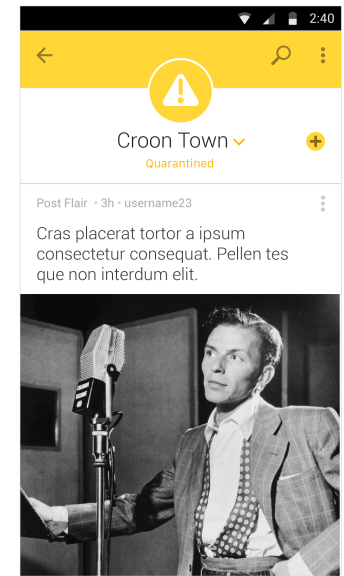 2:40
Croon Town
Quarantined
Post Flair • 3h • username23
Cras placerat tortor a ipsum
consectetur consequat. Pellen tes
que non interdum elit.